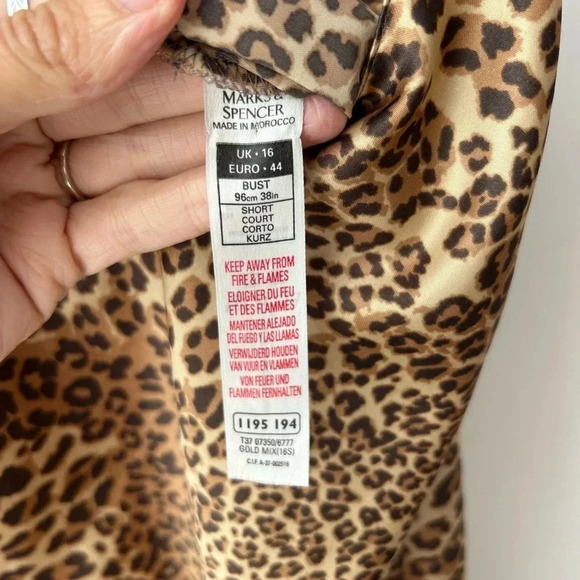 MARKS &
SPENCER
MADE IN MOROCCO
UK • 16
EURO • 44
BUST
96cm 38in
SHORT
COURT
CORTO
KURZ
KEEP AWAY FROM
FIRE & FLAMES
ELOIGNER DU FEU
ET DES FLAMMES
MANTENER ALEJADO
DEL FUEGO Y LAS LLAMAS
VERWIJDERD HOUDEN
VAN VUUR EN VLAMMEN
VON FEUER UND
FLAMMEN FERNHALTEN
1195 194
T37 07350/6777
GOLD MIX(16S)
C.I.F. A-37-002516